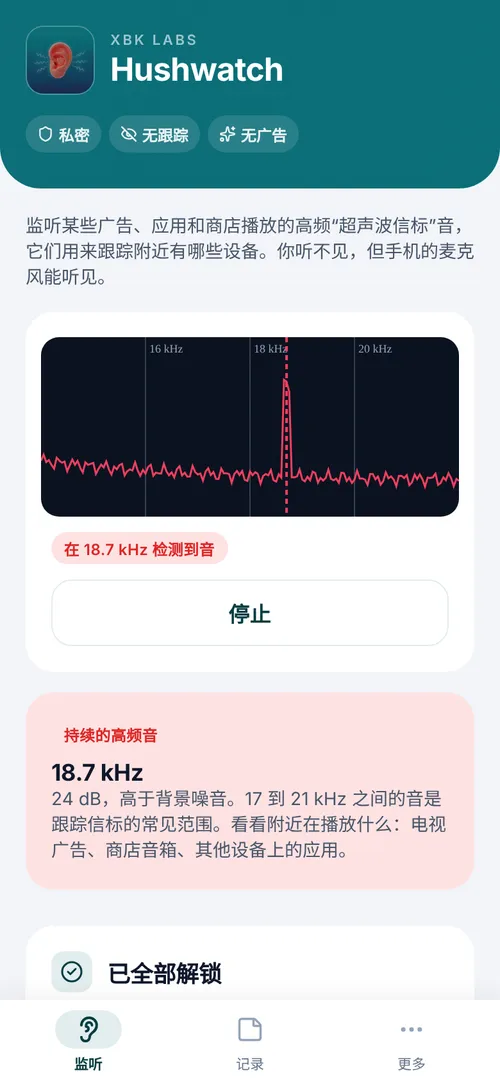 XBK LABS
Hushwatch
私密
无跟踪
无广告
监听某些广告、应用和商店播放的高频“超声波信标”音，
它们用来跟踪附近有哪些设备。你听不见，但手机的麦克
风能听见。
16 kHz
18 kHz
20 kHz
在 18.7 kHz 检测到音
停止
持续的高频音
18.7 kHz
24 dB，高于背景噪音。17 到 21 kHz 之间的音是
跟踪信标的常见范围。看看附近在播放什么：电视
广告、商店音箱、其他设备上的应用。
已全部解锁
监听
记录
更多